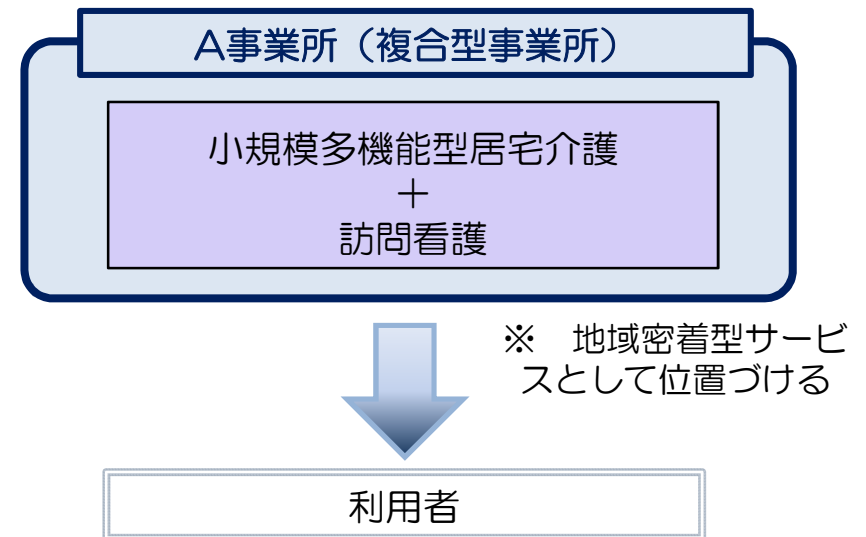 A事業所（複合型事業所）
小規模多機能型居宅介護
＋
訪問看護
※　地域密着型サービ
スとして位置づける
利用者